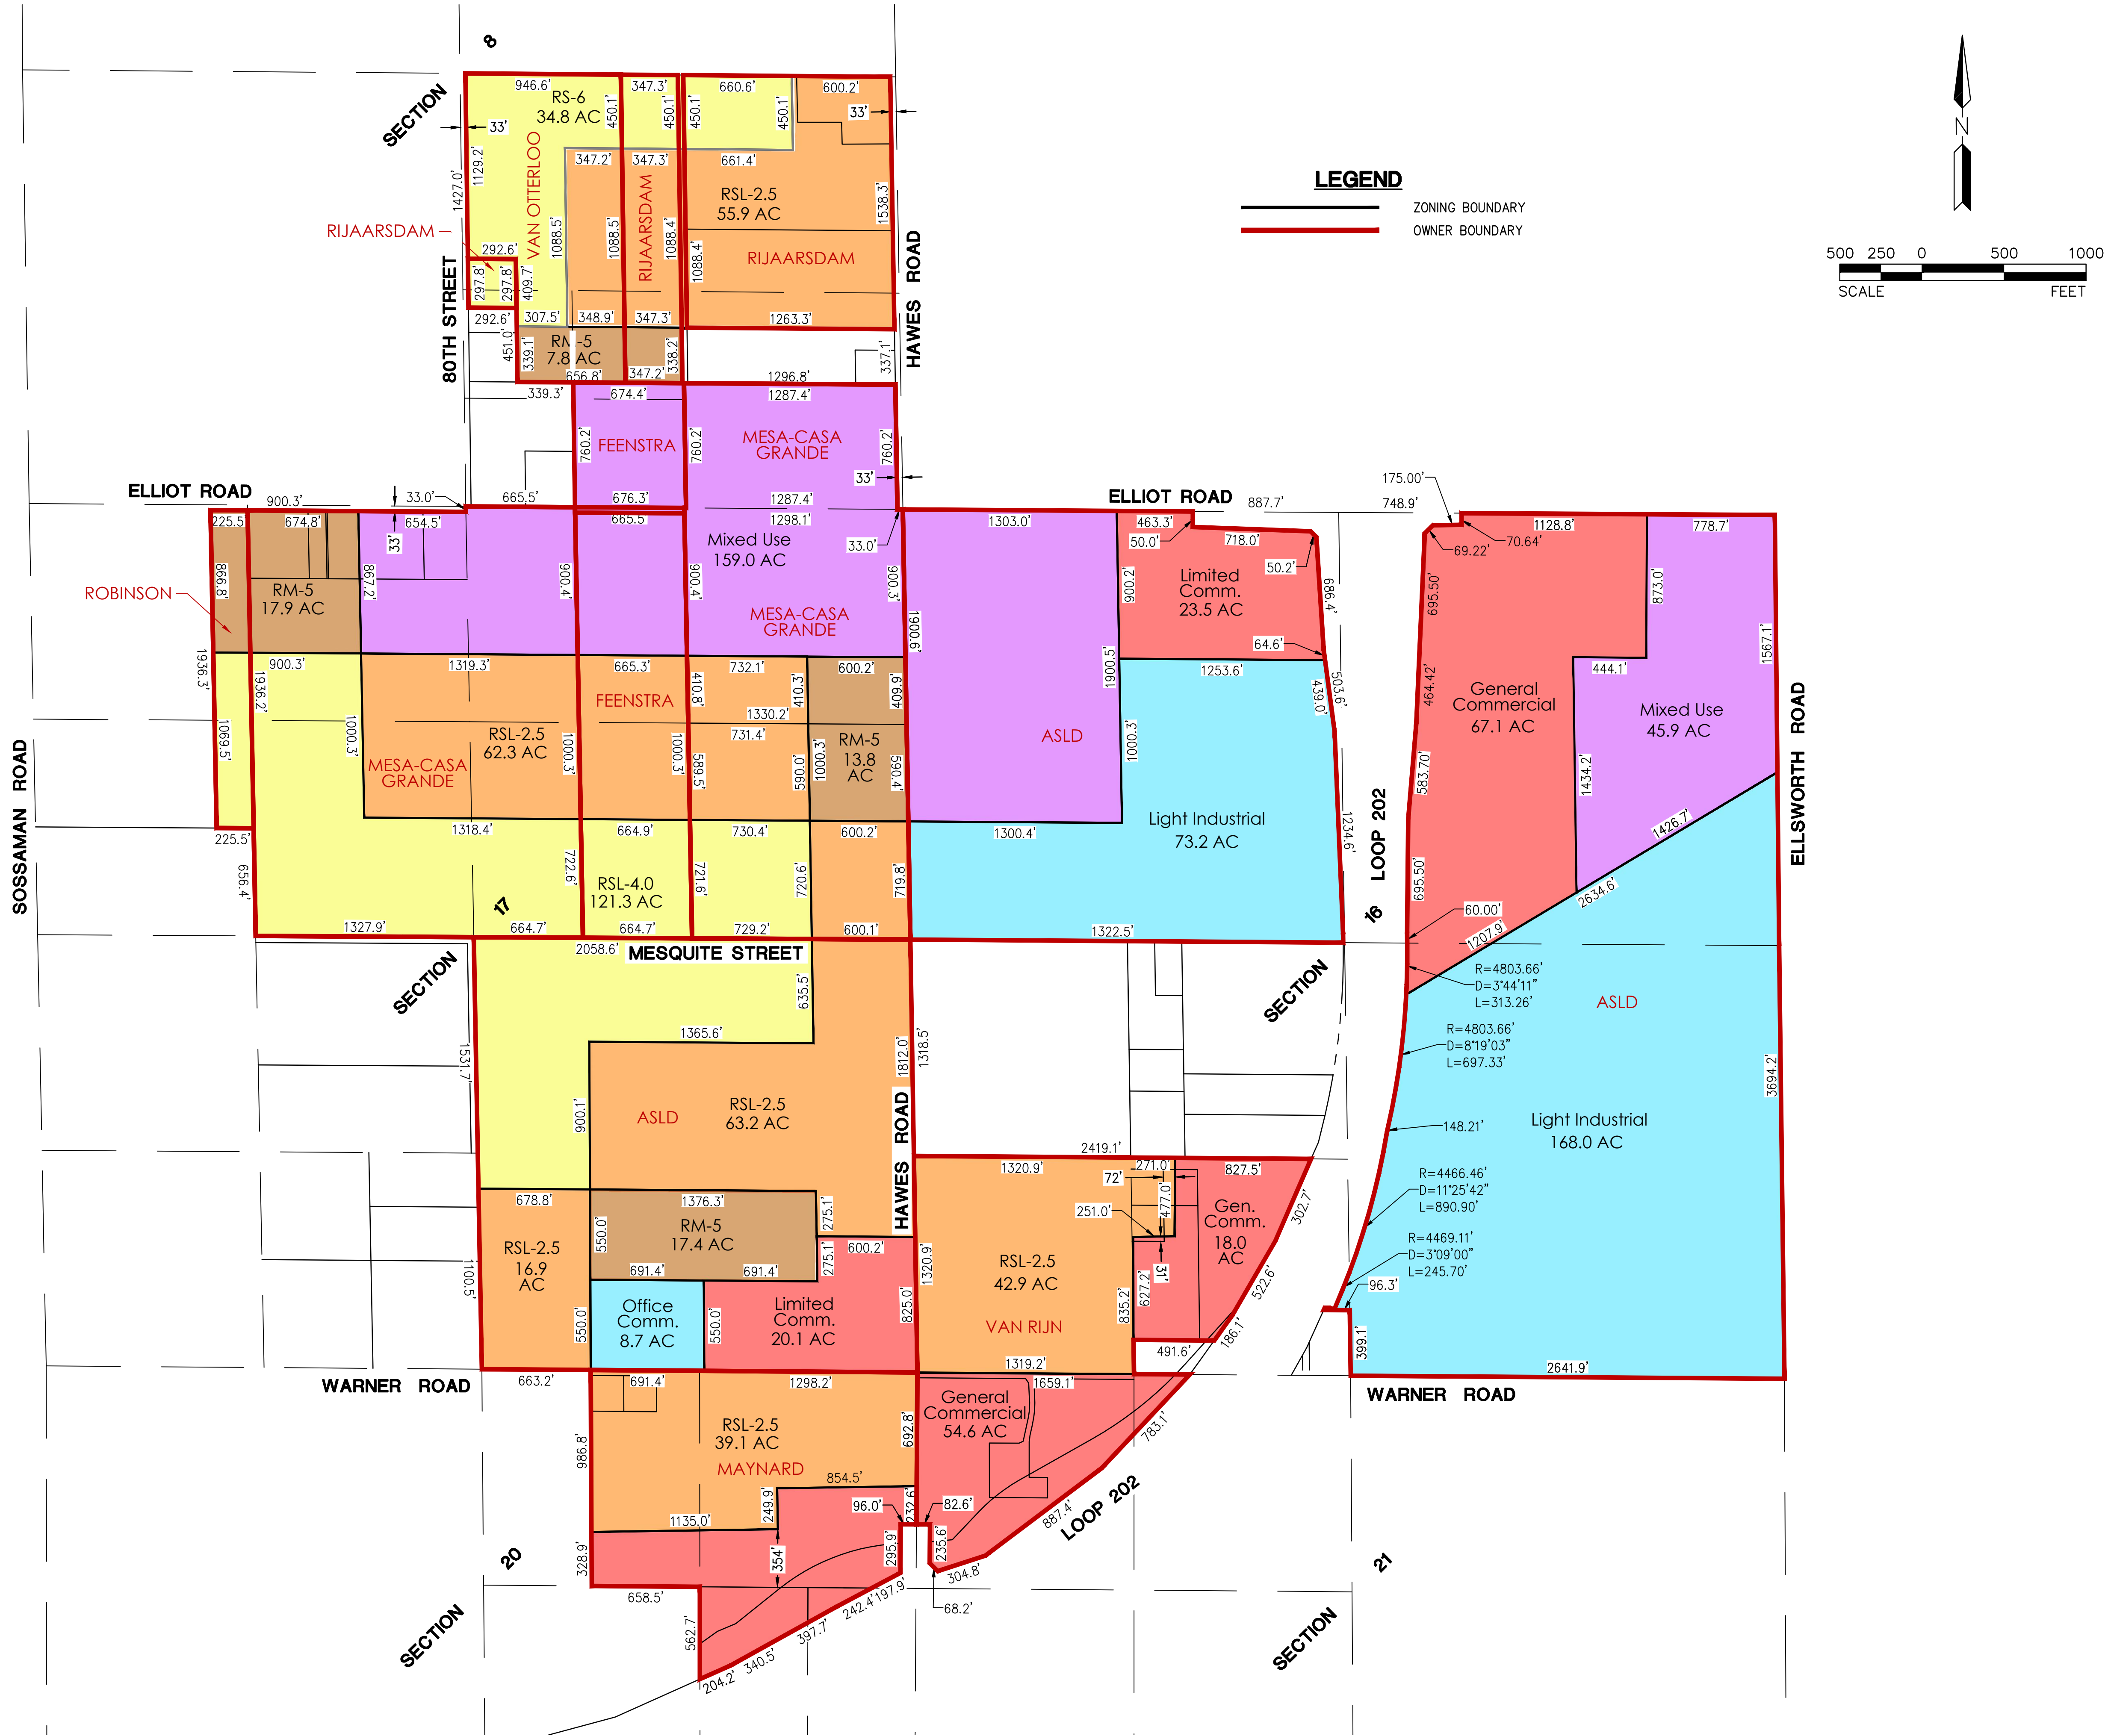 8
SECTION
946.6'
RS-6
34.8 AC
347.3'
660.6'
600.2'
33'
33'
450.1'
450.1'
450.1'
450.1'
1427.0'
1129.2'
VAN OTTERLOO
347.2'
347.3'
661.4'
RSL-2.5
55.9 AC
1538.3'
RIJAARSDAM
RIJAARSDAM
RIJAARSDAM
1088.5'
1088.5'
1088.4'
1088.4'
292.6'
297.8'
297.8'
409.7'
292.6'
307.5'
348.9'
347.3'
1263.3'
80TH STREET
HAWES ROAD
451.0'
339.1'
RM-5
7.8 AC
338.2'
337.1'
656.8'
347.2'
1296.8'
339.3'
674.4'
1287.4'
LEGEND
ZONING BOUNDARY
OWNER BOUNDARY
N
500 250 0 500 1000
SCALE FEET
760.2'
FEENSTRA
760.2'
MESA-CASA
GRANDE
760.2'
33'
ELLIOT ROAD
900.3'
33.0'
665.5'
676.3'
1287.4'
ELLIOT ROAD
887.7'
748.9'
175.00'
225.5'
674.8'
654.5'
33'
665.5'
1298.1'
Mixed Use
159.0 AC
33.0'
1303.0'
463.3'
50.0'
718.0'
50.2'
1128.8'
70.64'
69.22'
778.7'
ROBINSON
866.8'
RM-5
17.9 AC
867.2'
900.4'
900.4'
900.3'
MESA-CASA
GRANDE
1900.6'
900.2'
Limited
Comm.
23.5 AC
686.4'
64.6'
695.50'
873.0'
1567.1'
1936.3'
900.3'
1936.2'
1319.3'
665.3'
732.1'
600.2'
1900.5'
1253.6'
503.6'
439.0'
464.42'
444.1'
1069.5'
1000.3'
RSL-2.5
62.3 AC
MESA-CASA
GRANDE
1000.3'
FEENSTRA
410.8'
410.3'
409.6'
1330.2'
731.4'
1000.3'
589.5'
590.0'
1000.3'
RM-5
13.8
AC
590.4'
ASLD
1000.3'
General
Commercial
67.1 AC
Mixed Use
45.9 AC
583.70'
1434.2'
ELLSWORTH ROAD
SOSSAMAN ROAD
225.5'
656.4'
1318.4'
664.9'
730.4'
600.2'
1300.4'
Light Industrial
73.2 AC
1234.6'
LOOP 202
1426.7'
722.6'
RSL-4.0
121.3 AC
721.6'
720.9'
719.8'
695.50'
2634.6'
17
16
60.00'
1207.9'
1327.9'
664.7'
664.7'
729.2'
600.1'
1322.5'
2058.6'
MESQUITE STREET
SECTION
SECTION
R=4803.66'
D=3°44'11"
L=313.26'
ASLD
635.5'
1365.6'
R=4803.66'
D=8°19'03"
L=697.33'
1531.7'
1812.0'
1318.5'
3694.2'
900.1'
ASLD
RSL-2.5
63.2 AC
HAWES ROAD
Light Industrial
168.0 AC
148.21'
2419.1'
1320.9'
271.0'
827.5'
72'
477.0'
251.0'
Gen.
Comm.
18.0
AC
302.7'
R=4466.46'
D=11°25'42"
L=890.90'
678.8'
1376.3'
275.1'
RM-5
17.4 AC
550.0'
RSL-2.5
16.9
AC
600.2'
275.1'
691.4'
691.4'
1100.5'
1320.9'
RSL-2.5
42.9 AC
31'
627.2'
835.2'
522.6'
R=4469.11'
D=3°09'00"
L=245.70'
96.3'
Office
Comm.
8.7 AC
550.0'
550.0'
Limited
Comm.
20.1 AC
825.0'
VAN RIJN
186.1'
491.6'
399.1'
1319.2'
2641.9'
WARNER ROAD
WARNER ROAD
663.2'
691.4'
1298.2'
1659.1'
General
Commercial
54.6 AC
RSL-2.5
39.1 AC
MAYNARD
692.8'
986.8'
783.1'
854.5'
249.9'
96.0'
232.6'
82.6'
887.4'
LOOP 202
1135.0'
328.9'
354'
295.9'
235.6'
304.8'
68.2'
20
21
658.5'
197.9'
242.4'
562.7'
397.7'
340.5'
204.2'
SECTION
SECTION